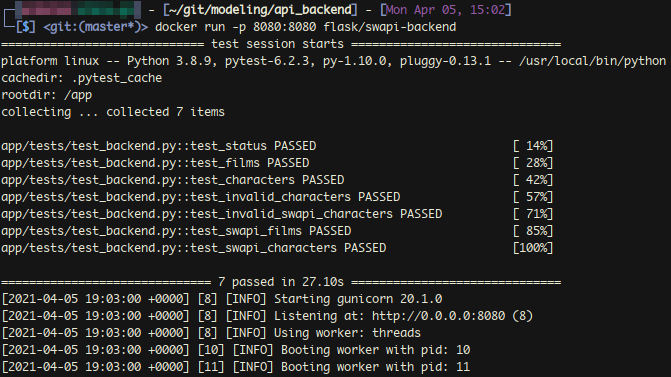 - [~/git/modeling/api_backend] - [Mon Apr 05, 15:02]
[$] <git:(master*)> docker run -p 8080:8080 flask/swapi-backend
============================= test session starts ==============================
platform linux -- Python 3.8.9, pytest-6.2.3, py-1.10.0, pluggy-0.13.1 -- /usr/local/bin/python
cachedir: .pytest_cache
rootdir: /app
collecting ... collected 7 items
app/tests/test_backend.py::test_status PASSED [ 14%]
app/tests/test_backend.py::test_films PASSED [ 28%]
app/tests/test_backend.py::test_characters PASSED [ 42%]
app/tests/test_backend.py::test_invalid_characters PASSED [ 57%]
app/tests/test_backend.py::test_invalid_swapi_characters PASSED [ 71%]
app/tests/test_backend.py::test_swapi_films PASSED [ 85%]
app/tests/test_backend.py::test_swapi_characters PASSED [100%]
============================== 7 passed in 27.10s ==============================
[2021-04-05 19:03:00 +0000] [8] [INFO] Starting gunicorn 20.1.0
[2021-04-05 19:03:00 +0000] [8] [INFO] Listening at: http://0.0.0.0:8080 (8)
[2021-04-05 19:03:00 +0000] [8] [INFO] Using worker: threads
[2021-04-05 19:03:00 +0000] [10] [INFO] Booting worker with pid: 10
[2021-04-05 19:03:00 +0000] [11] [INFO] Booting worker with pid: 11